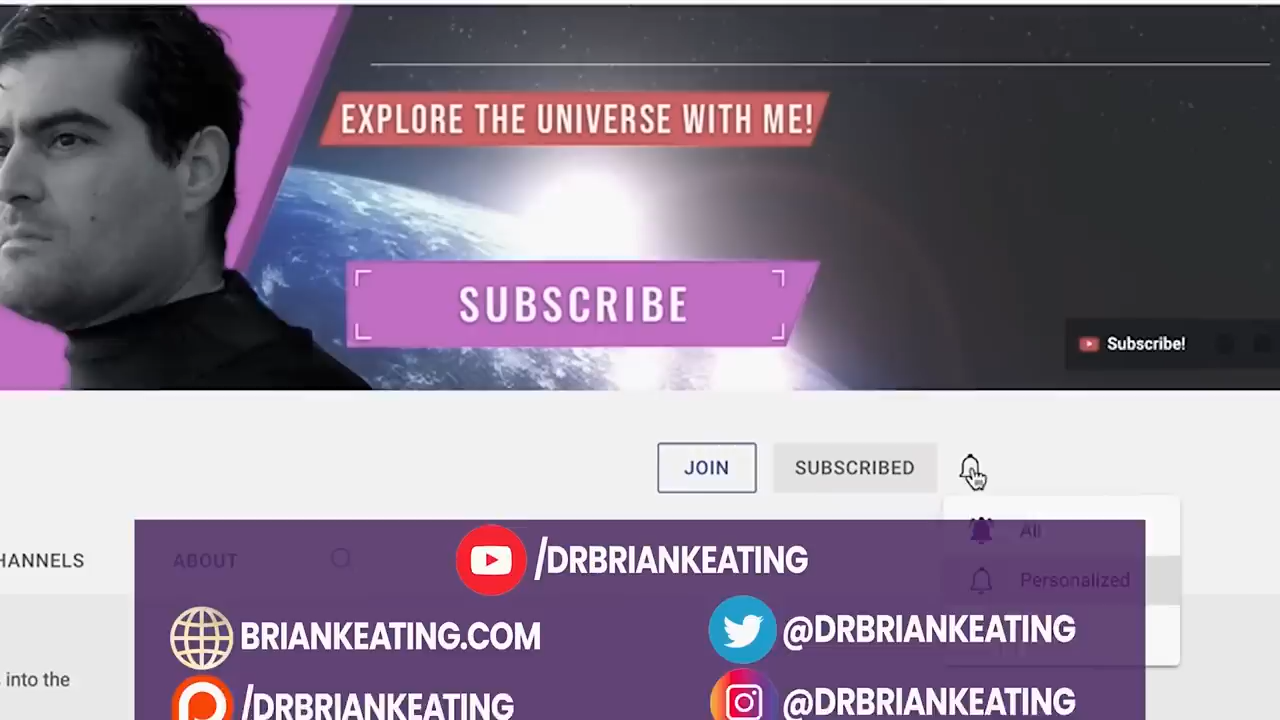 EXPLORE THE UNIVERSE WITH ME!
SUBSCRIBE
Subscribe!
JOIN
SUBSCRIBED
All
Personalized
HANNELS
ABOUT
/DRBRIANKEATING
BRIANKEATING.COM
@DRBRIANKEATING
into the
/DRBRIANKEATING
@DRBRIANKEATING